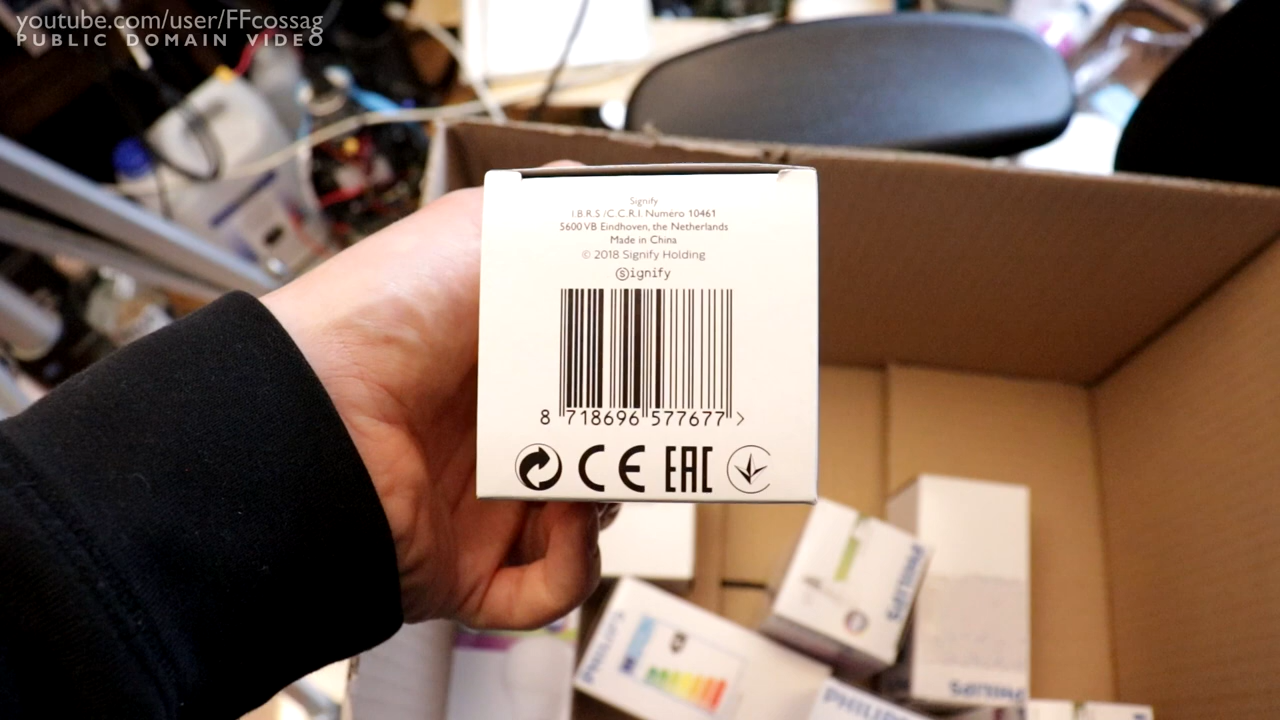 youtube.com/user/FFcossag
PUBLIC DOMAIN VIDEO
Signify
I.B.R.S /C.C.R.I. Numero 10461
5600 VB Eindhoven, the Netherlands
Made in China
© 2018 Signify Holding
Signify
8 718696 577677 >
CE EAC
PHILIPS
PHILIPS
PHILIPS
PHILIPS